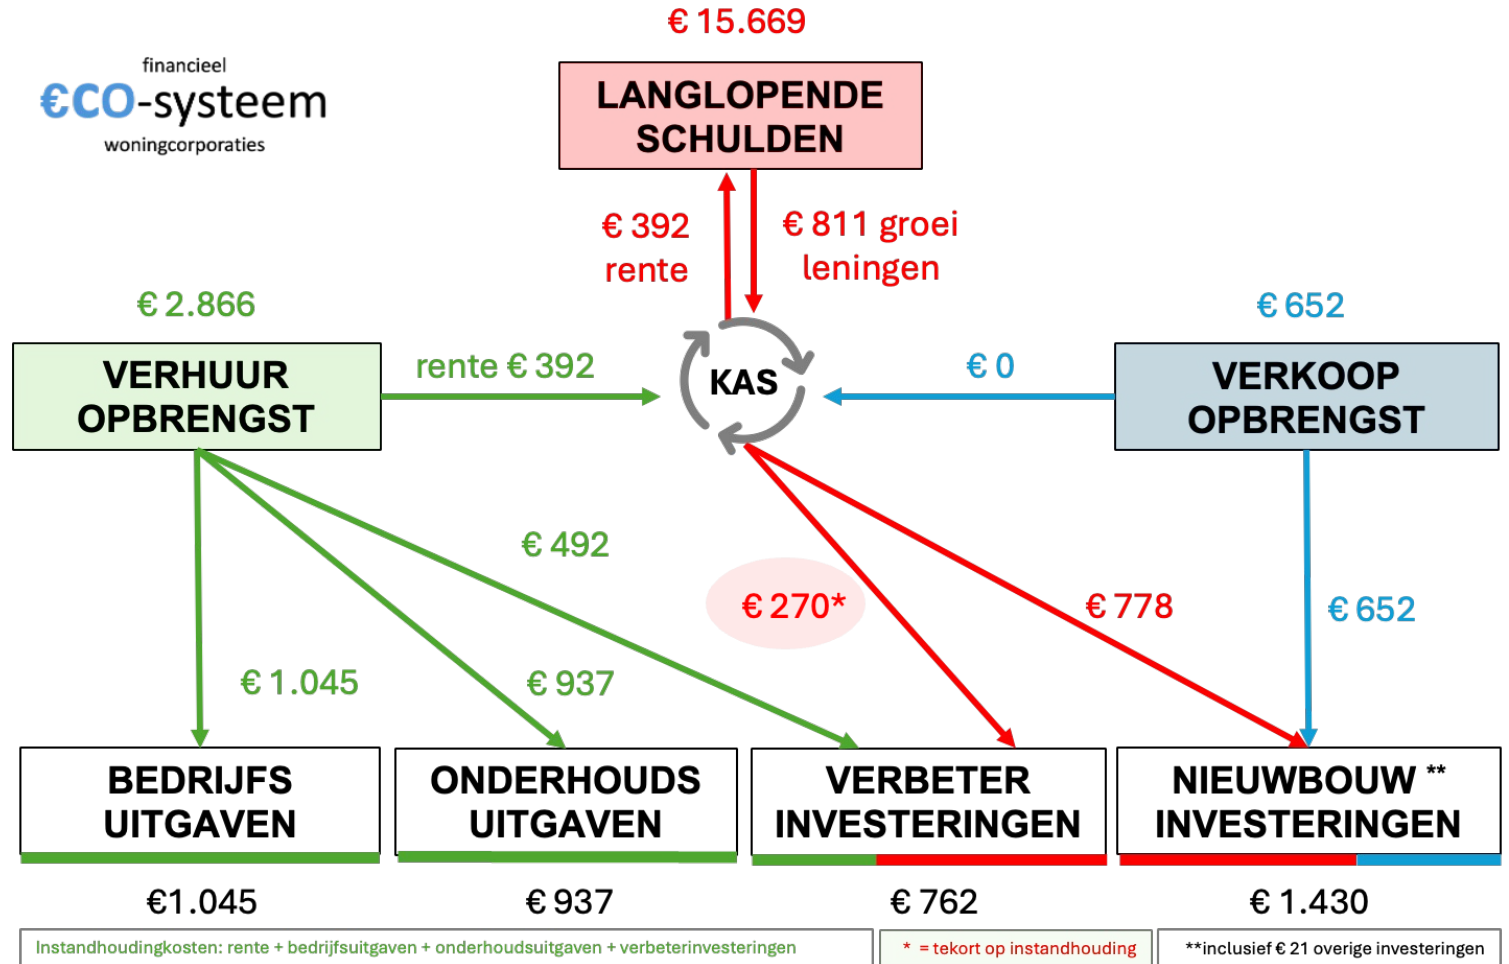 € 15.669
financieel
€CO-systeem
woningcorporaties
LANGLOPENDE
SCHULDEN
€ 392
rente
€ 811 groei
leningen
€ 2.866
€ 652
VERHUUR
OPBRENGST
rente € 392
KAS
€ 0
VERKOOP
OPBRENGST
€ 492
€ 270*
€ 778
€ 652
€ 1.045
€ 937
BEDRIJFS
UITGAVEN
ONDERHOUDS
UITGAVEN
VERBETER
INVESTERINGEN
NIEUWBOUW **
INVESTERINGEN
€1.045
€ 937
€ 762
€ 1.430
Instandhoudingkosten: rente + bedrijfsuitgaven + onderhoudsuitgaven + verbeterinvesteringen
* = tekort op instandhouding
**inclusief € 21 overige investeringen